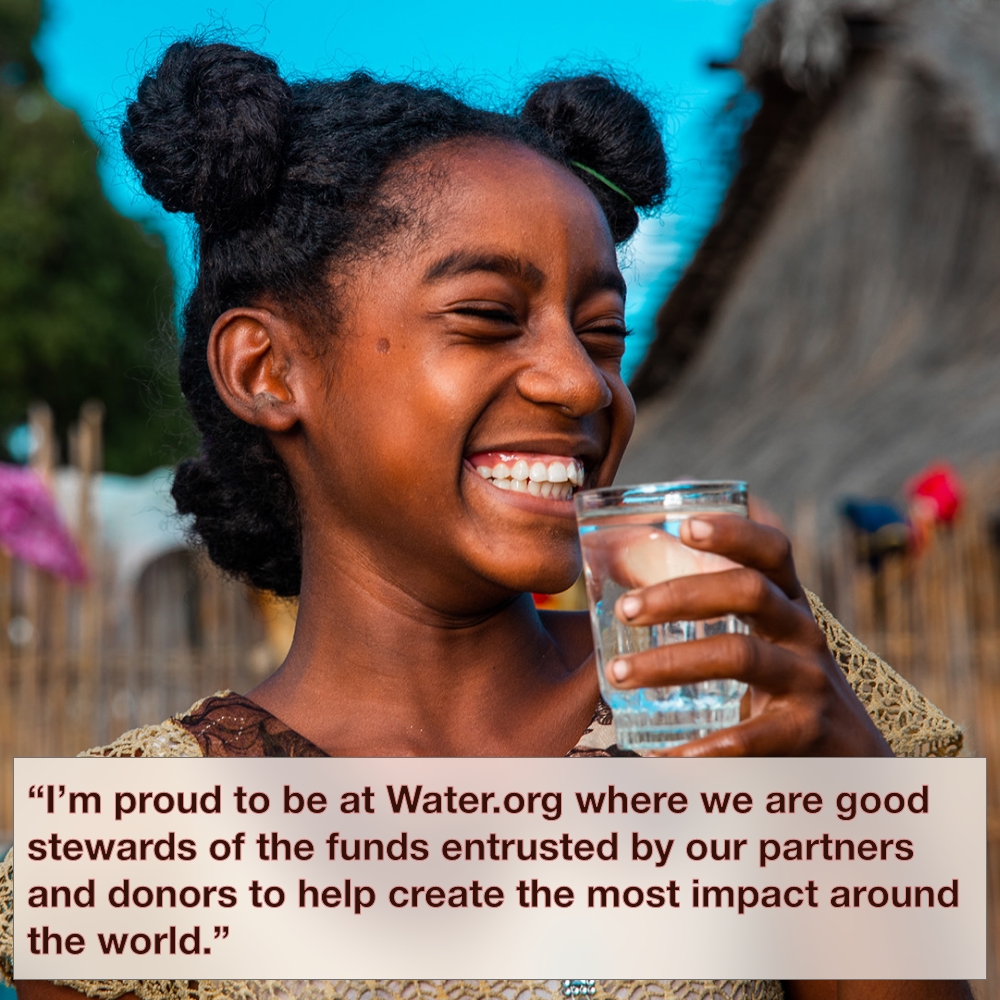 “I’m proud to be at Water.org where we are good
stewards of the funds entrusted by our partners
and donors to help create the most impact around
the world.”